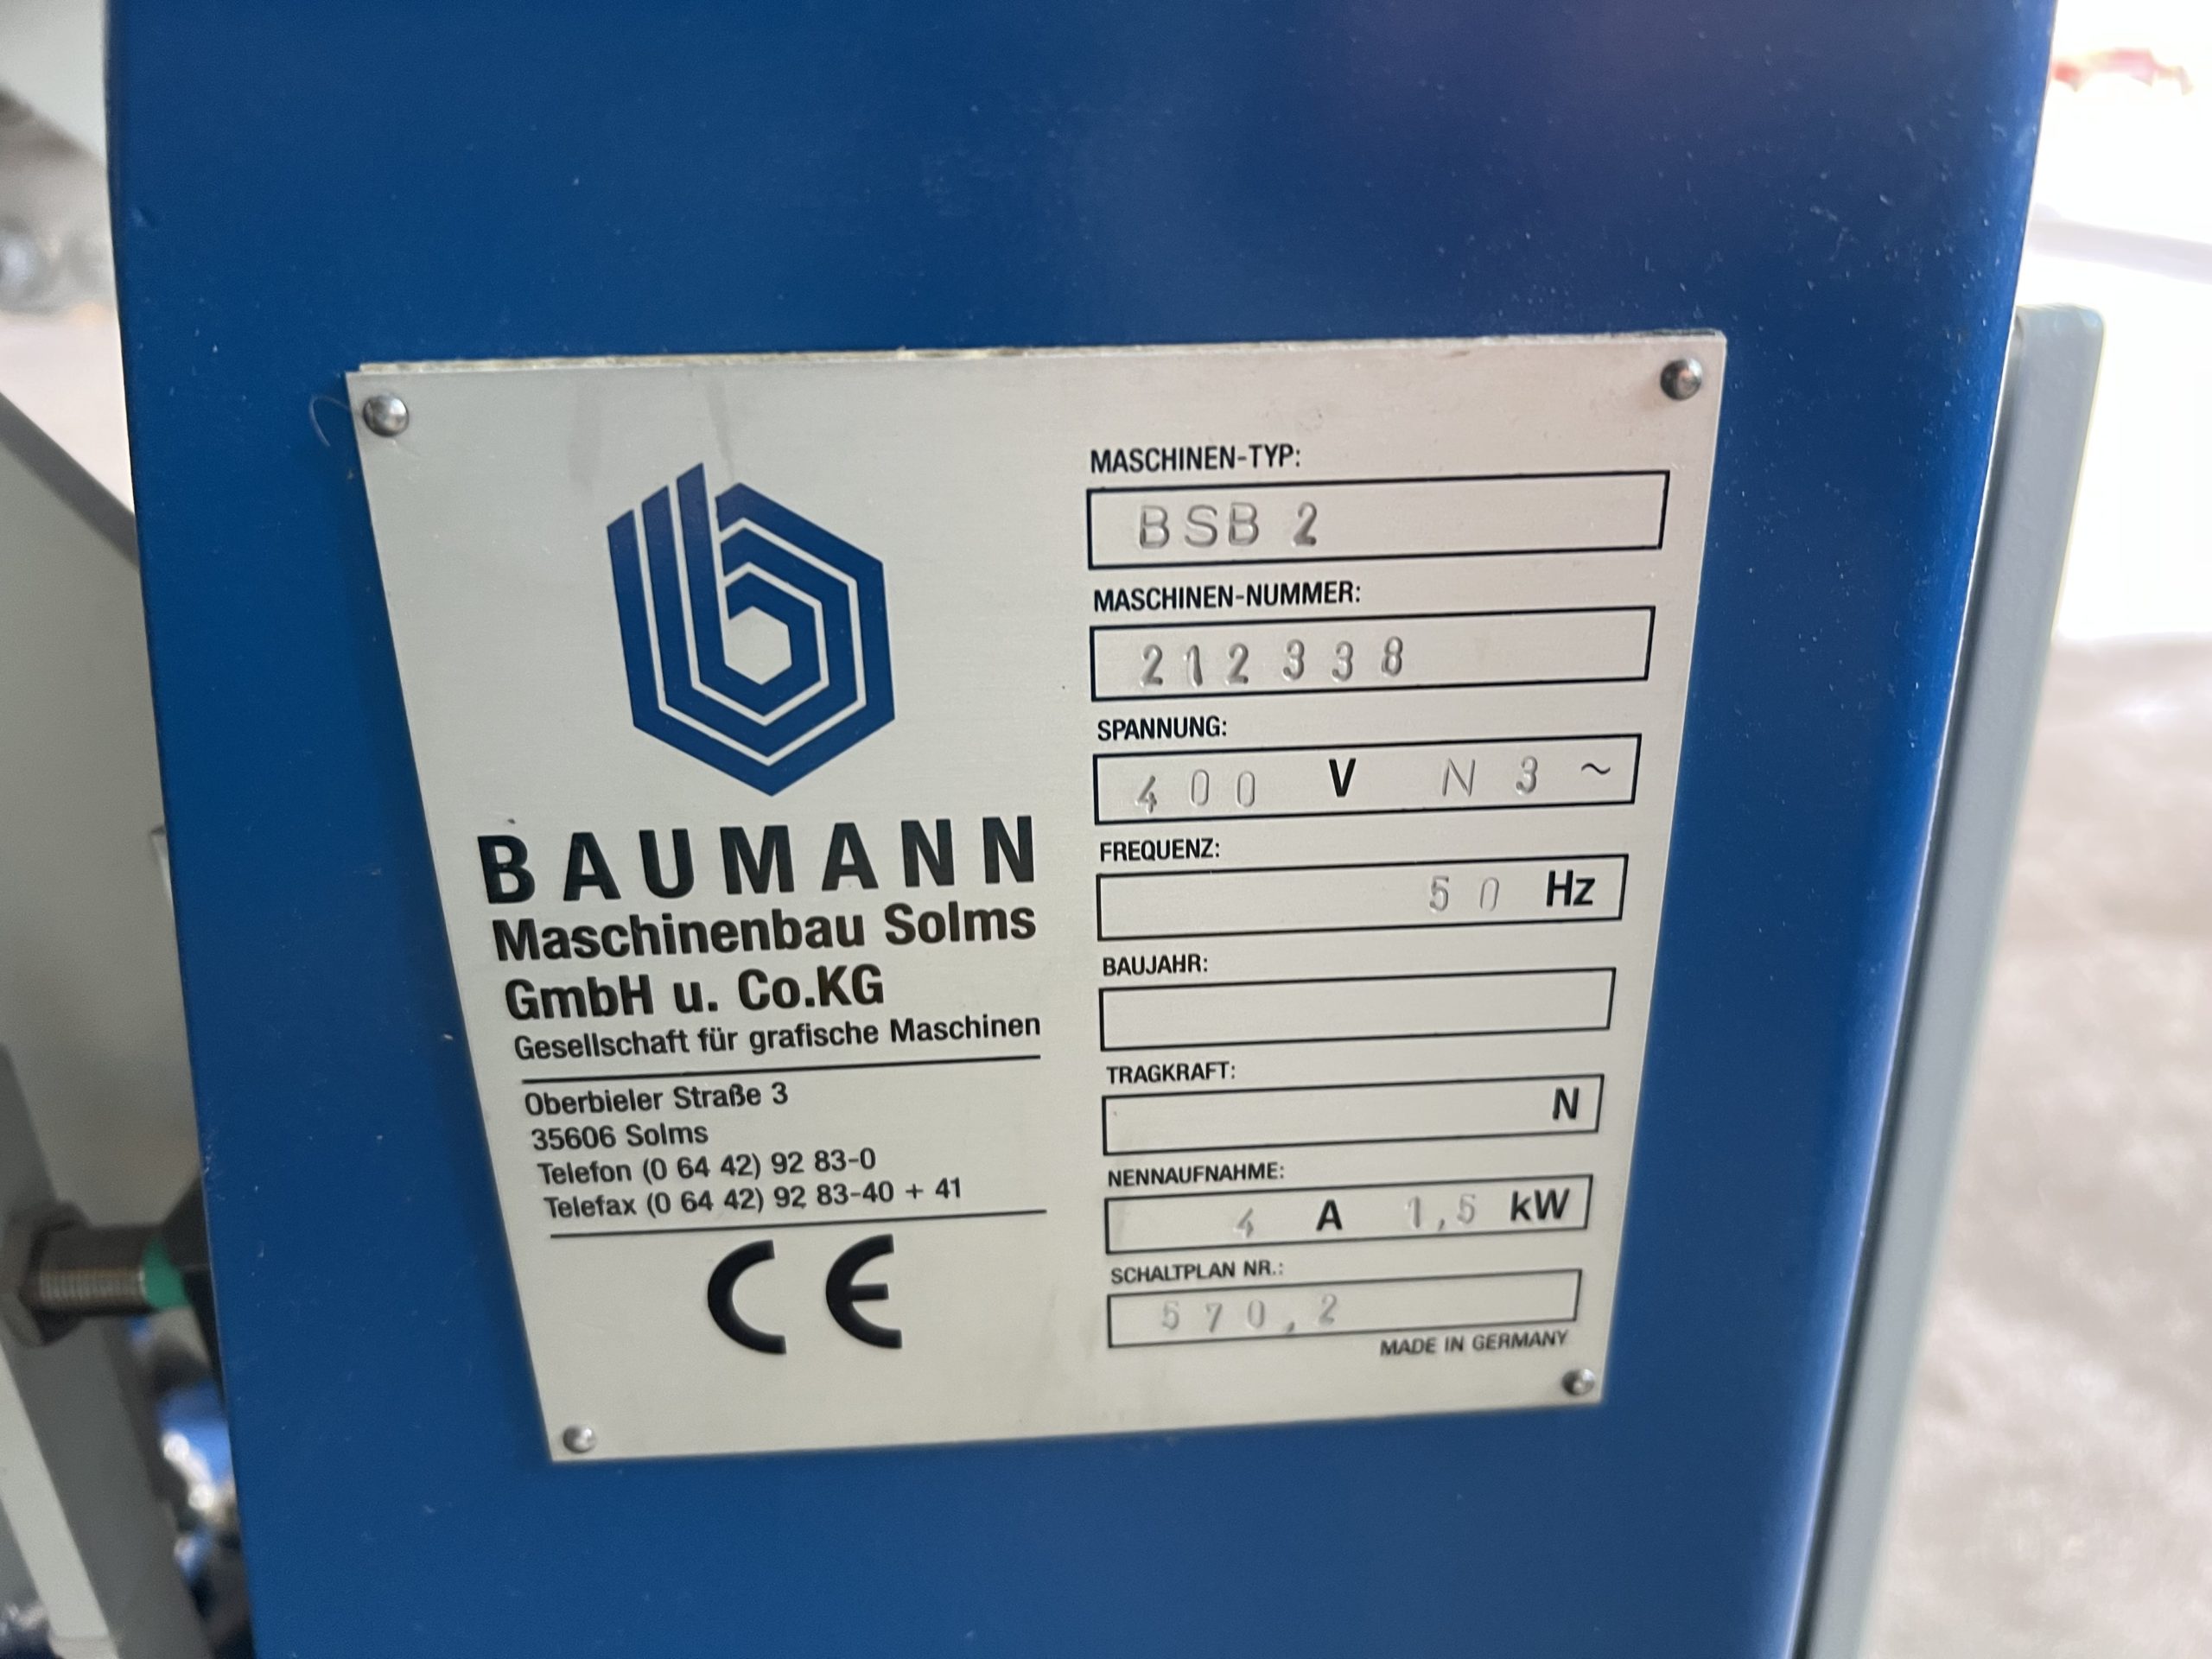 BAUMANN
Maschinenbau Solms
GmbH u. Co.KG
Gesellschaft für grafische Maschinen
Oberbieler Straße 3
35606 Solms
Telefon (0 64 42) 92 83-0
Telefax (0 64 42) 92 83-40 + 41
CE
MASCHINEN-TYP:
BSB 2
MASCHINEN-NUMMER:
212338
SPANNUNG:
400 V N 3 ~
FREQUENZ:
50 Hz
BAUJAHR:
TRAGKRAFT:
N
NENNAUFNAHME:
4 A 1,5 kW
SCHALTPLAN NR.:
570,2
MADE IN GERMANY